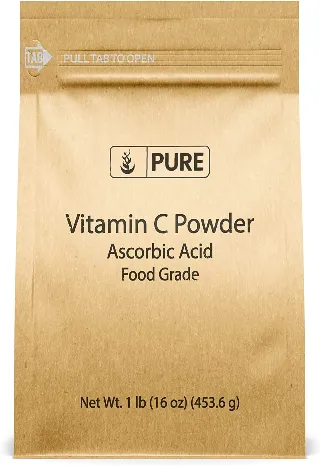 TAB
PULL TAB TO OPEN
PURE
Vitamin C Powder
Ascorbic Acid
Food Grade
Net Wt. 1 lb (16 oz) (453.6 g)